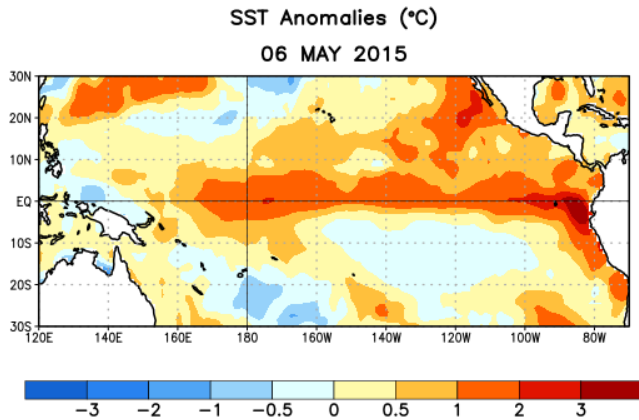 SST Anomalies (°C)
06 MAY 2015
30N
20N
10N
EQ
10S
20S
30S
120E 140E 160E 180 160W 140W 120W 100W 80W
-3 -2 -1 -0.5 0 0.5 1 2 3